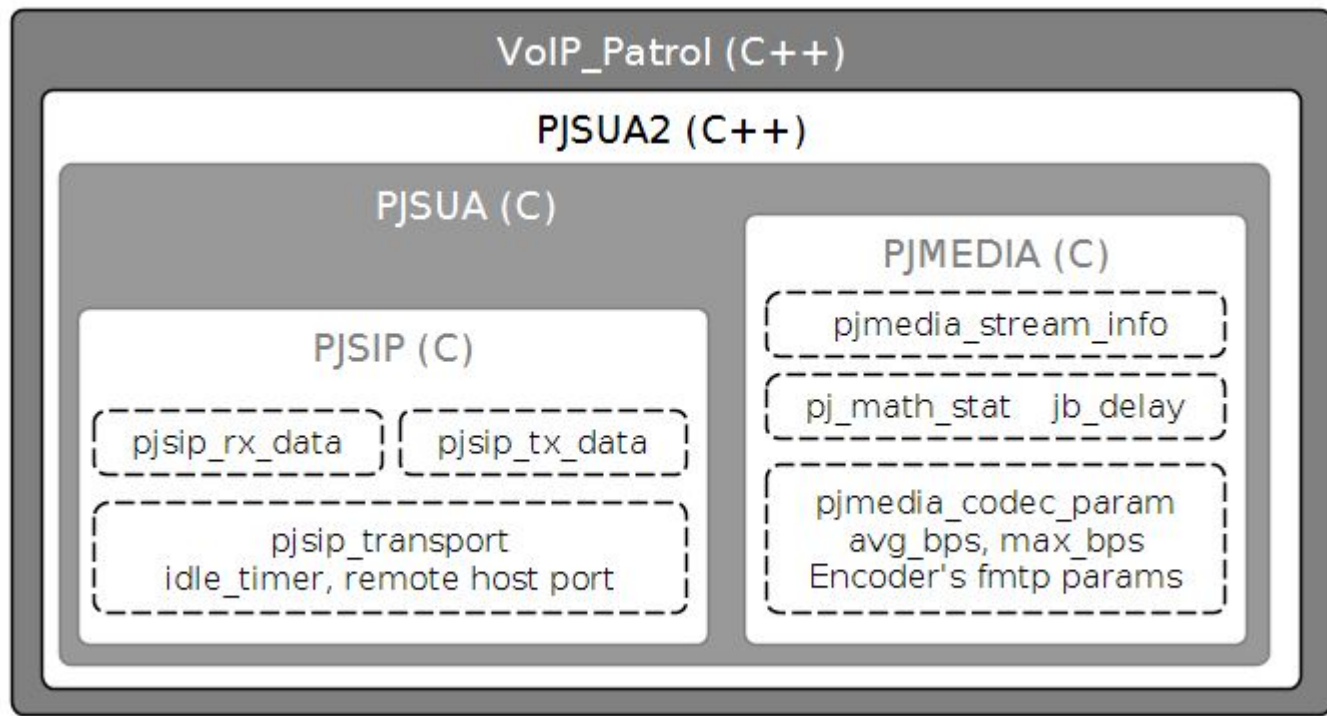 VoIP_Patrol (C++)
PJSUA2 (C++)
PJSUA (C)
PJSIP (C)
pjsip_rx_data
pjsip_tx_data
pjsip_transport
idle_timer, remote host port
PJMEDIA (C)
pjmedia_stream_info
pj_math_stat jb_delay
pjmedia_codec_param
avg_bps, max_bps
Encoder's fmtp params